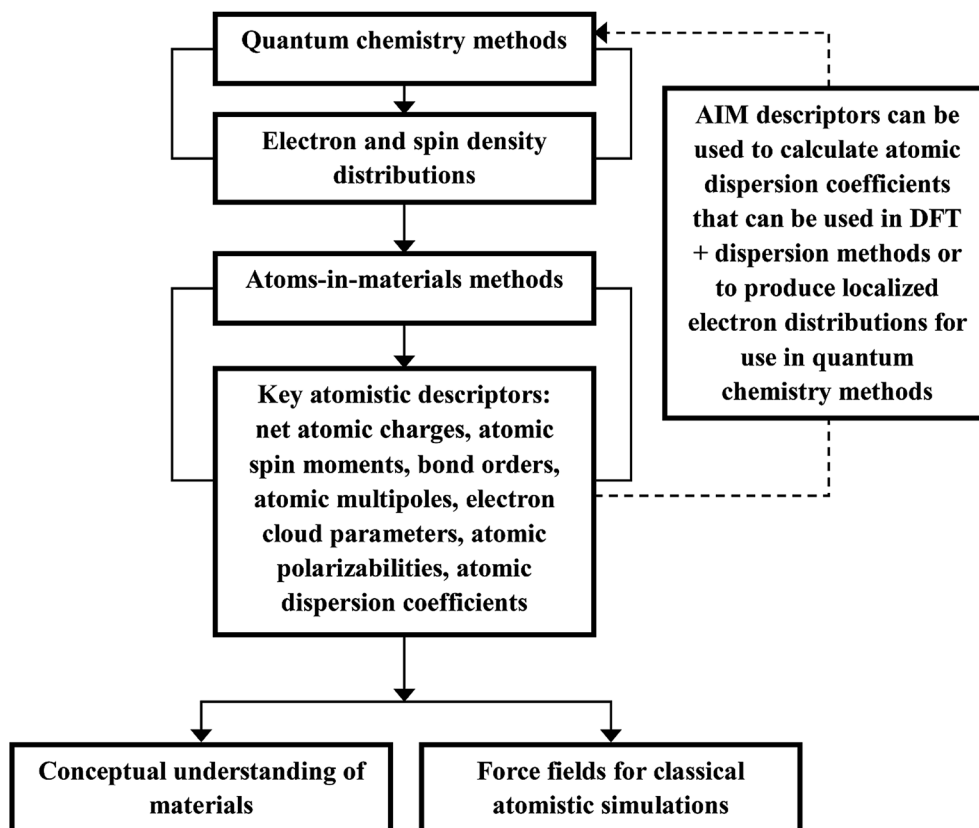 Quantum chemistry methods
Electron and spin density
distributions
Atoms-in-materials methods
Key atomistic descriptors:
net atomic charges, atomic
spin moments, bond orders,
atomic multipoles, electron
cloud parameters, atomic
polarizabilities, atomic
dispersion coefficients
AIM descriptors can be
used to calculate atomic
dispersion coefficients
that can be used in DFT
+ dispersion methods or
to produce localized
electron distributions for
use in quantum
chemistry methods
Conceptual understanding of
materials
Force fields for classical
atomistic simulations